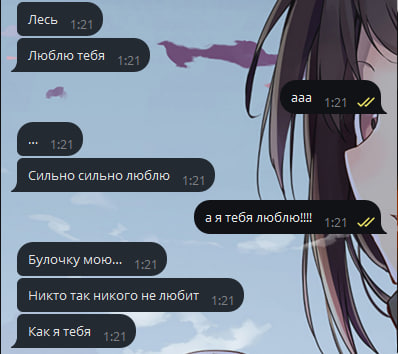 Лесь 1:21
Люблю тебя 1:21
ааа 1:21
... 1:21
Сильно сильно люблю 1:21
а я тебя люблю!!!! 1:21
Булочку мою... 1:21
Никто так никого не любит 1:21
Как я тебя 1:21